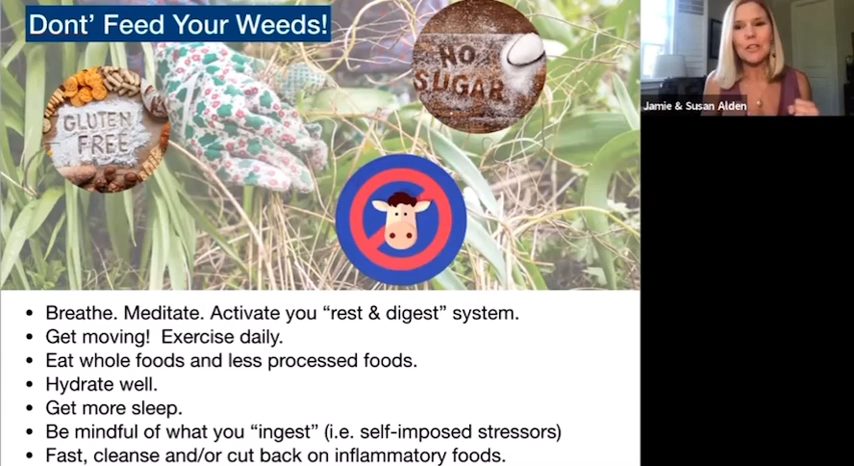 Dont' Feed Your Weeds!
GLUTEN
FREE
NO
SUGAR
Jamie & Susan Alden
• Breathe. Meditate. Activate you “rest & digest” system.
• Get moving!  Exercise daily.
• Eat whole foods and less processed foods.
• Hydrate well.
• Get more sleep.
• Be mindful of what you “ingest” (i.e. self-imposed stressors)
• Fast, cleanse and/or cut back on inflammatory foods.